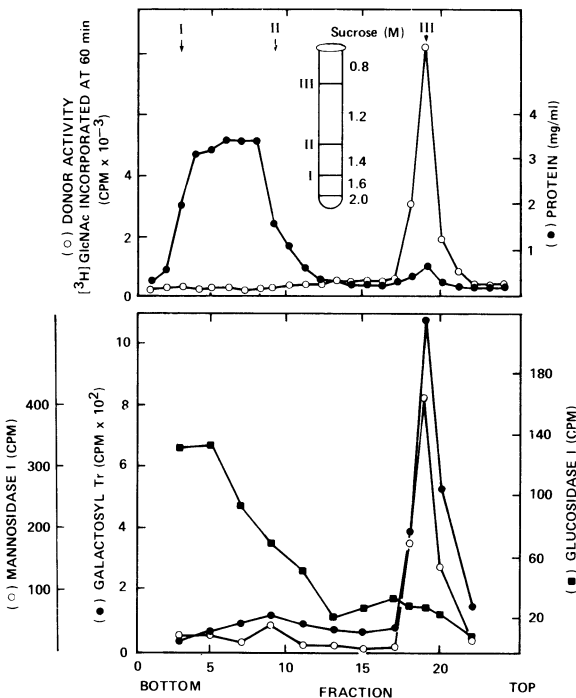 I
II
III
Sucrose (M)
0.8
III
1.2
II
1.4
I
1.6
2.0
(○) DONOR ACTIVITY
[³H] GlcNAc INCORPORATED AT 60 min
(CPM x 10⁻³)
4
2
0
4
3
2
1
(●) PROTEIN (mg/ml)
(○) MANNOSIDASE I (CPM)
400
300
200
100
(●) GALACTOSYL Tr (CPM x 10²)
10
8
6
4
2
0
180
140
100
60
20
(■) GLUCOSIDASE I (CPM)
0 5 10 15 20
BOTTOM FRACTION TOP